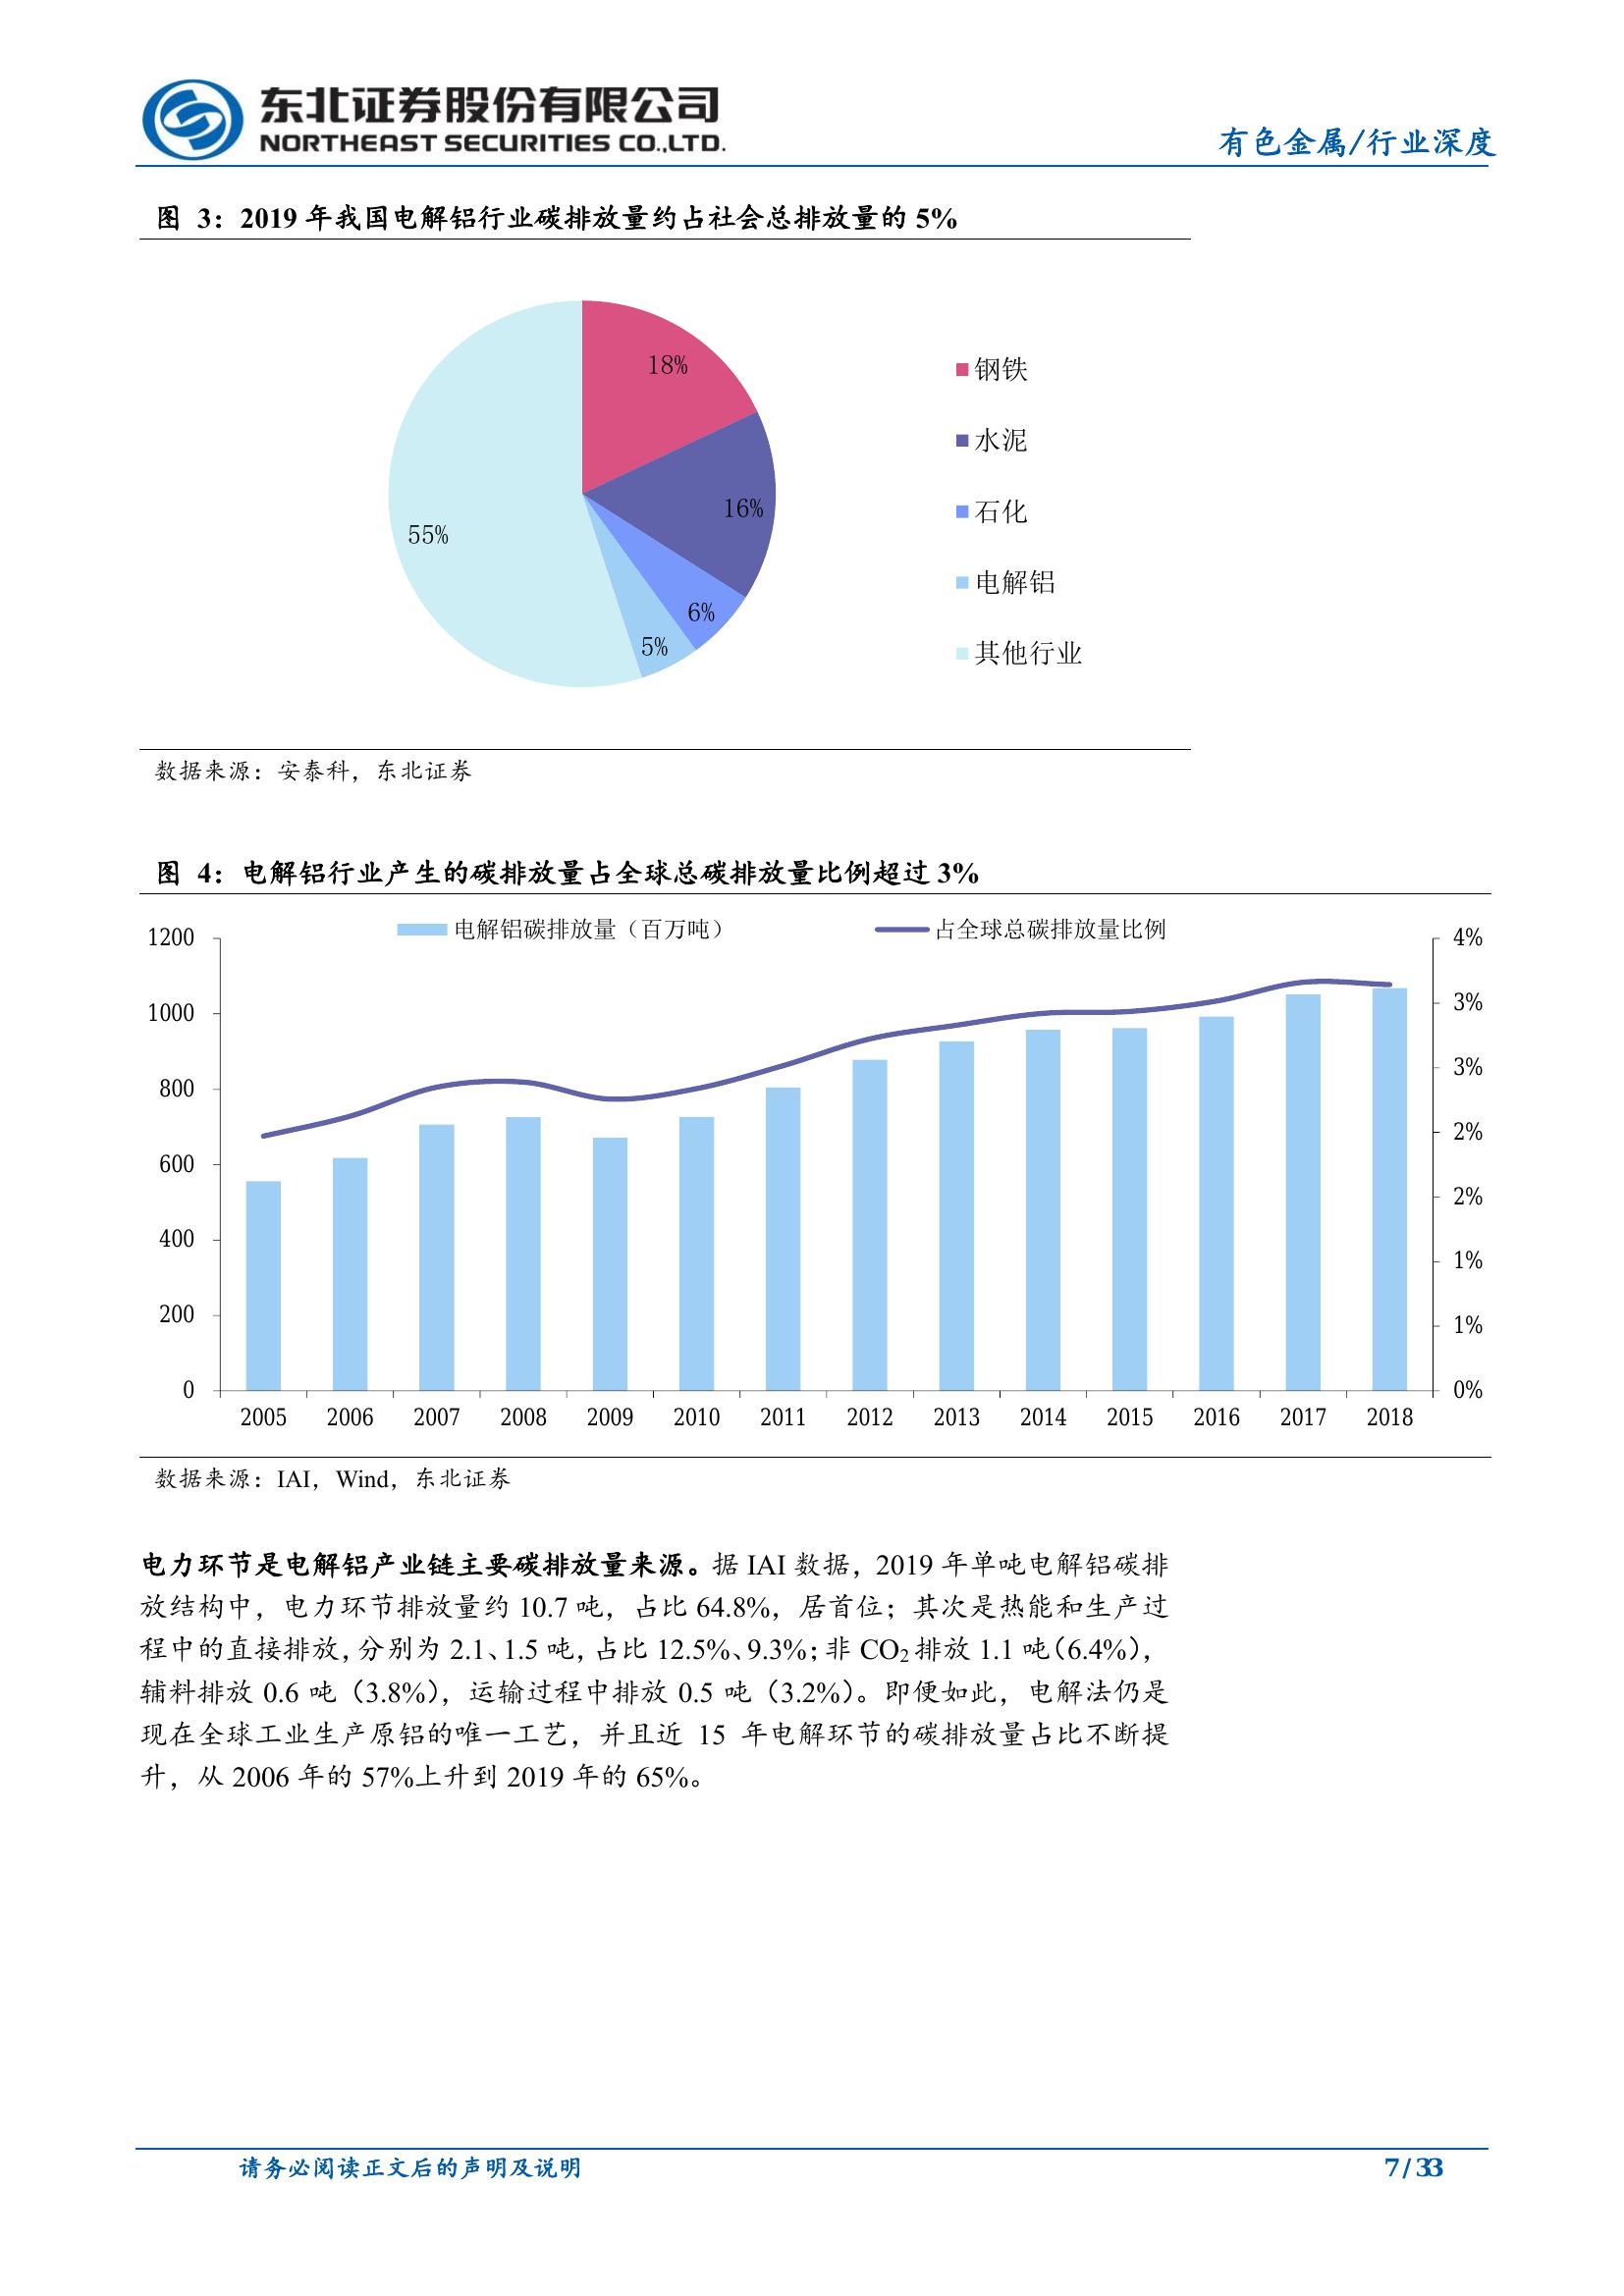 东北证券股份有限公司
NORTHEAST SECURITIES CO.,LTD.
有色金属/行业深度
图 3：2019 年我国电解铝行业碳排放量约占社会总排放量的 5%
18%
16%
6%
5%
55%
钢铁
水泥
石化
电解铝
其他行业
数据来源：安泰科，东北证券
图 4：电解铝行业产生的碳排放量占全球总碳排放量比例超过 3%
电解铝碳排放量（百万吨） 占全球总碳排放量比例
1200 4%
1000 3%
800 3%
600 2%
400 2%
200 1%
0 1%
0%
2005 2006 2007 2008 2009 2010 2011 2012 2013 2014 2015 2016 2017 2018
数据来源：IAI，Wind，东北证券
电力环节是电解铝产业链主要碳排放量来源。据 IAI 数据，2019 年单吨电解铝碳排
放结构中，电力环节排放量约 10.7 吨，占比 64.8%，居首位；其次是热能和生产过
程中的直接排放，分别为 2.1、1.5 吨，占比 12.5%、9.3%；非 CO₂ 排放 1.1 吨（6.4%），
辅料排放 0.6 吨（3.8%），运输过程中排放 0.5 吨（3.2%）。即便如此，电解法仍是
现在全球工业生产原铝的唯一工艺，并且近 15 年电解环节的碳排放量占比不断提
升，从 2006 年的 57%上升到 2019 年的 65%。
请务必阅读正文后的声明及说明 7 / 33